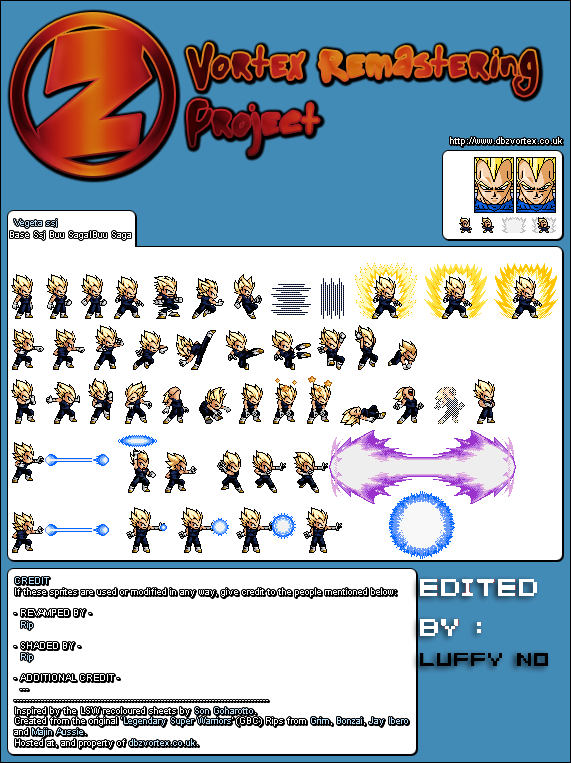 Vortex Remastering
Project
http://www.dbzvortex.co.uk
Vegeta ssj
Base Ssj Buu Saga/Buu Saga
CREDIT
If these sprites are used or modified in any way, give credit to the people mentioned below:
- REVAMPED BY -
Rip
- SHADED BY -
Rip
- ADDITIONAL CREDIT -
---
Inspired by the LSW recoloured sheets by Son Goharotto.
Created from the original 'Legendary Super Warriors' (GBC) Rips from Grim, Bonzai, Jay Ibero
and Majin Aussie.
Hosted at, and property of dbzvortex.co.uk.
EDITED
BY :
LUFFY NO